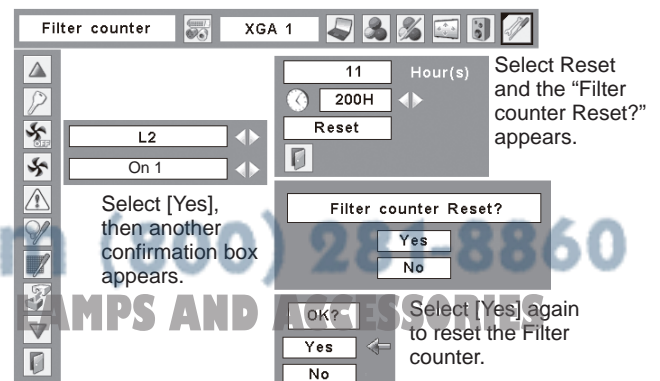 Filter counter
XGA 1
11 Hour(s)
200H
Reset
Select Reset
and the “Filter
counter Reset?”
appears.
OFF
L2
On 1
Select [Yes],
then another
confirmation box
appears.
Filter counter Reset?
Yes
No
m (800) 281-8860
LAMPS AND ACCESSORIES
OK?
Yes
No
Select [Yes] again
to reset the Filter
counter.